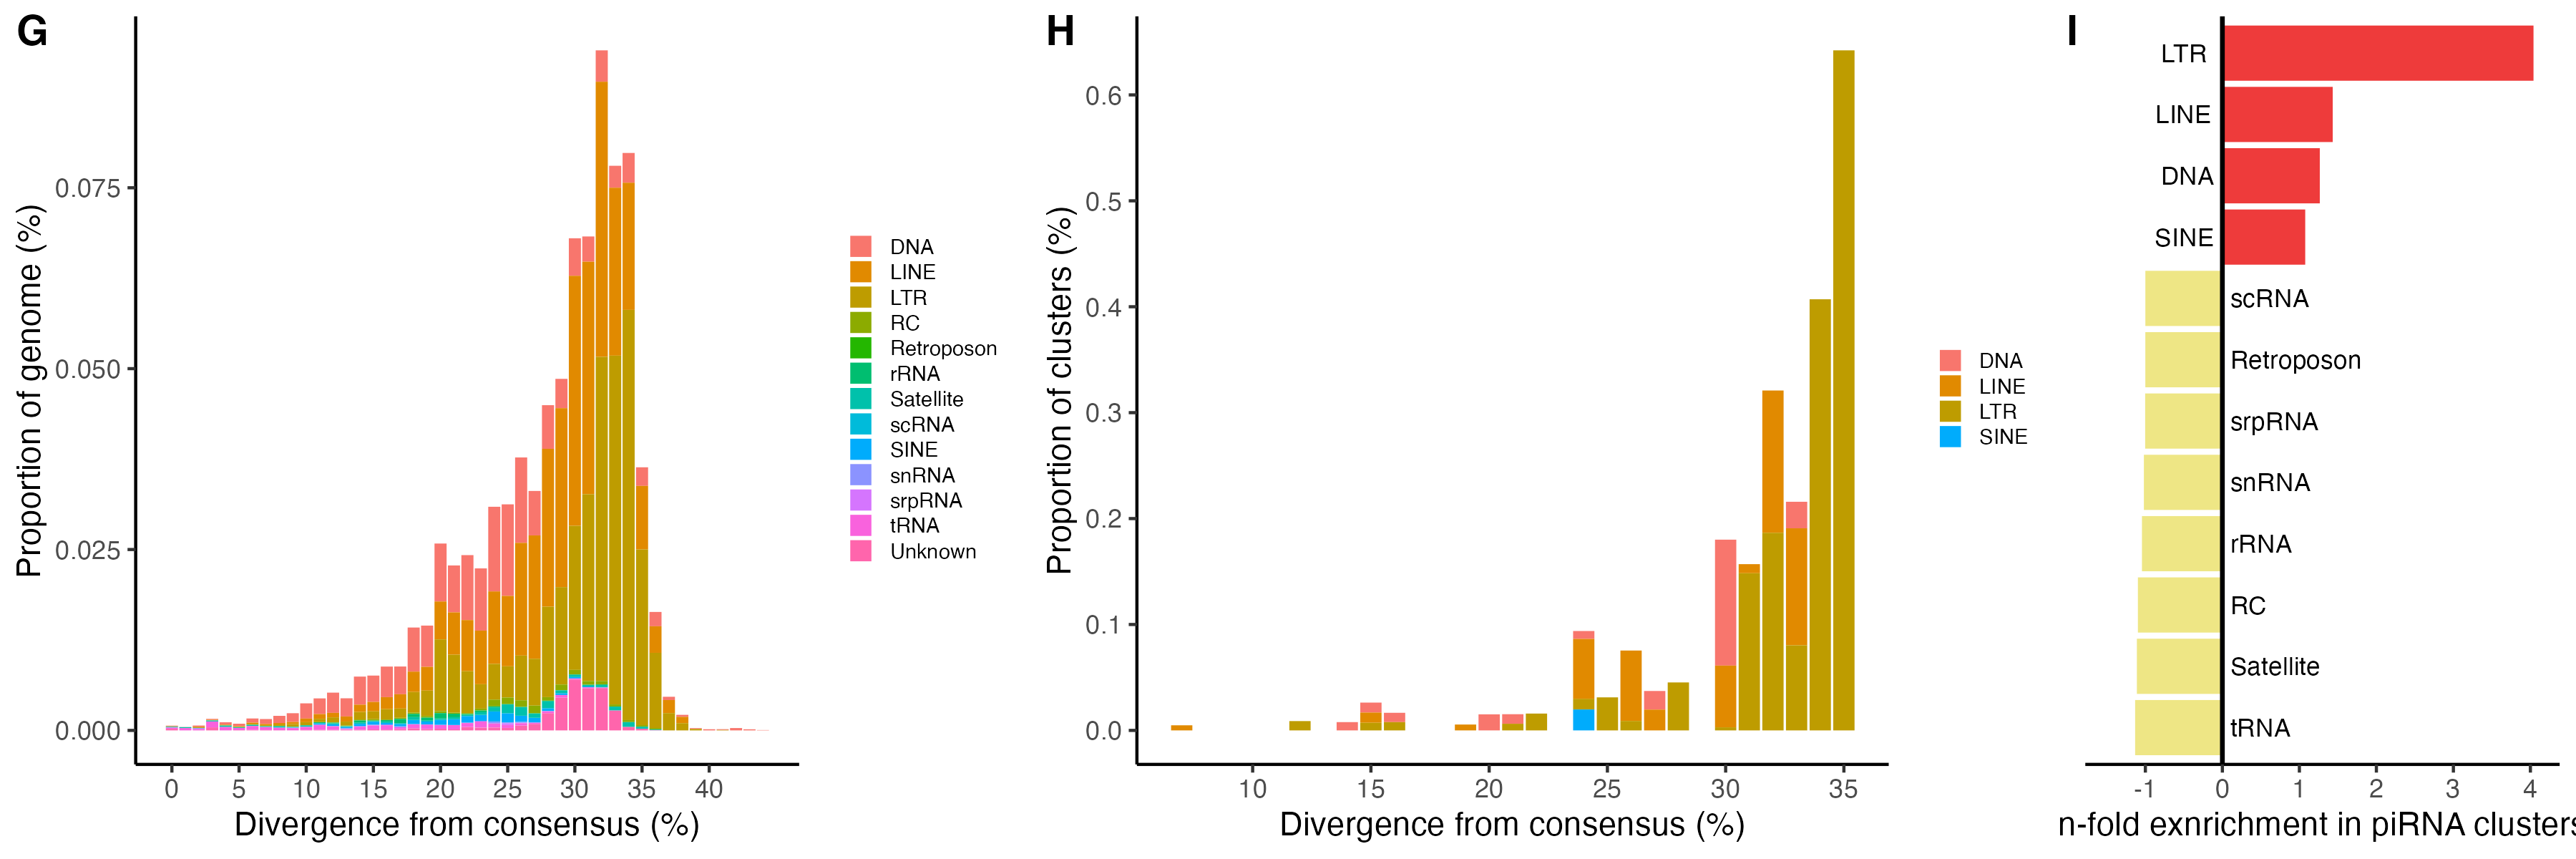 G
Proportion of genome (%)
0.075
0.050
0.025
0.000
0 5 10 15 20 25 30 35 40
Divergence from consensus (%)
DNA
LINE
LTR
RC
Retroposon
rRNA
Satellite
scRNA
SINE
snRNA
srpRNA
tRNA
Unknown
H
Proportion of clusters (%)
0.6
0.5
0.4
0.3
0.2
0.1
0.0
10 15 20 25 30 35
Divergence from consensus (%)
DNA
LINE
LTR
SINE
I
LTR
LINE
DNA
SINE
scRNA
Retroposon
srpRNA
snRNA
rRNA
RC
Satellite
tRNA
-1 0 1 2 3 4
n-fold exnrichment in piRNA clusters